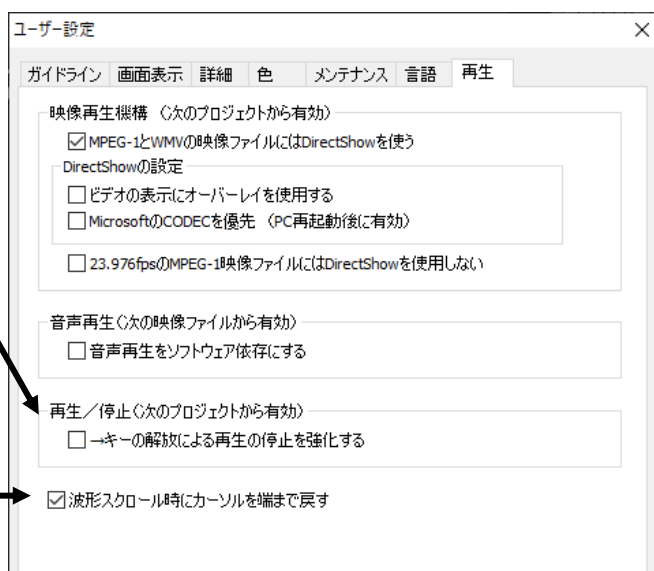 ユーザー設定
ガイドライン 画面表示 詳細 色 メンテナンス 言語 再生
映像再生機構 （次のプロジェクトから有効）
MPEG-1とWMVの映像ファイルにはDirectShowを使う
DirectShowの設定
ビデオの表示にオーバーレイを使用する
MicrosoftのCODECを優先 （PC再起動後に有効）
23.976fpsのMPEG-1映像ファイルにはDirectShowを使用しない
音声再生（次の映像ファイルから有効）
音声再生をソフトウェア依存にする
再生／停止（次のプロジェクトから有効）
→キーの解放による再生の停止を強化する
波形スクロール時にカーソルを端まで戻す